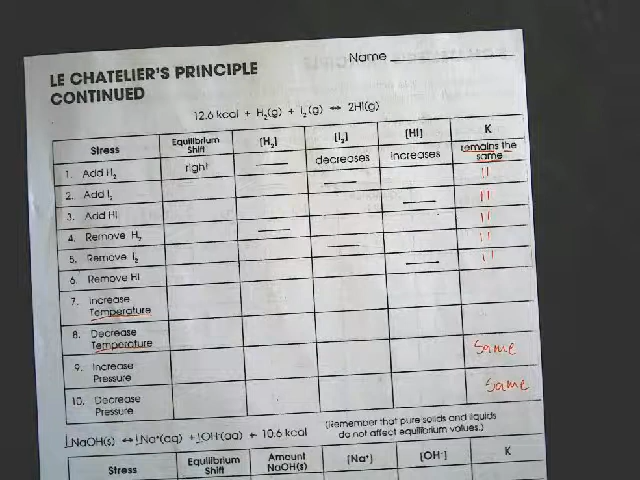 Name
LE CHATELIER'S PRINCIPLE
CONTINUED
12.6 kcal + H₂(g) + I₂(g) ⇔ 2HI(g)
Stress Equilibrium Shift [H₂] [I₂] [HI] K
1. Add H₂ right — decreases increases remains the same
2. Add I₂ — "
3. Add HI — "
4. Remove H₂ — "
5. Remove I₂ — "
6. Remove HI — "
7. Increase Temperature
8. Decrease Temperature
9. Increase Pressure Same
10. Decrease Pressure Same
1NaOH(s) ⇔ 1Na⁺(aq) + 1OH⁻(aq) + 10.6 kcal
(Remember that pure solids and liquids
do not affect equilibrium values.)
Stress Equilibrium Shift Amount NaOH(s) [Na⁺] [OH⁻] K